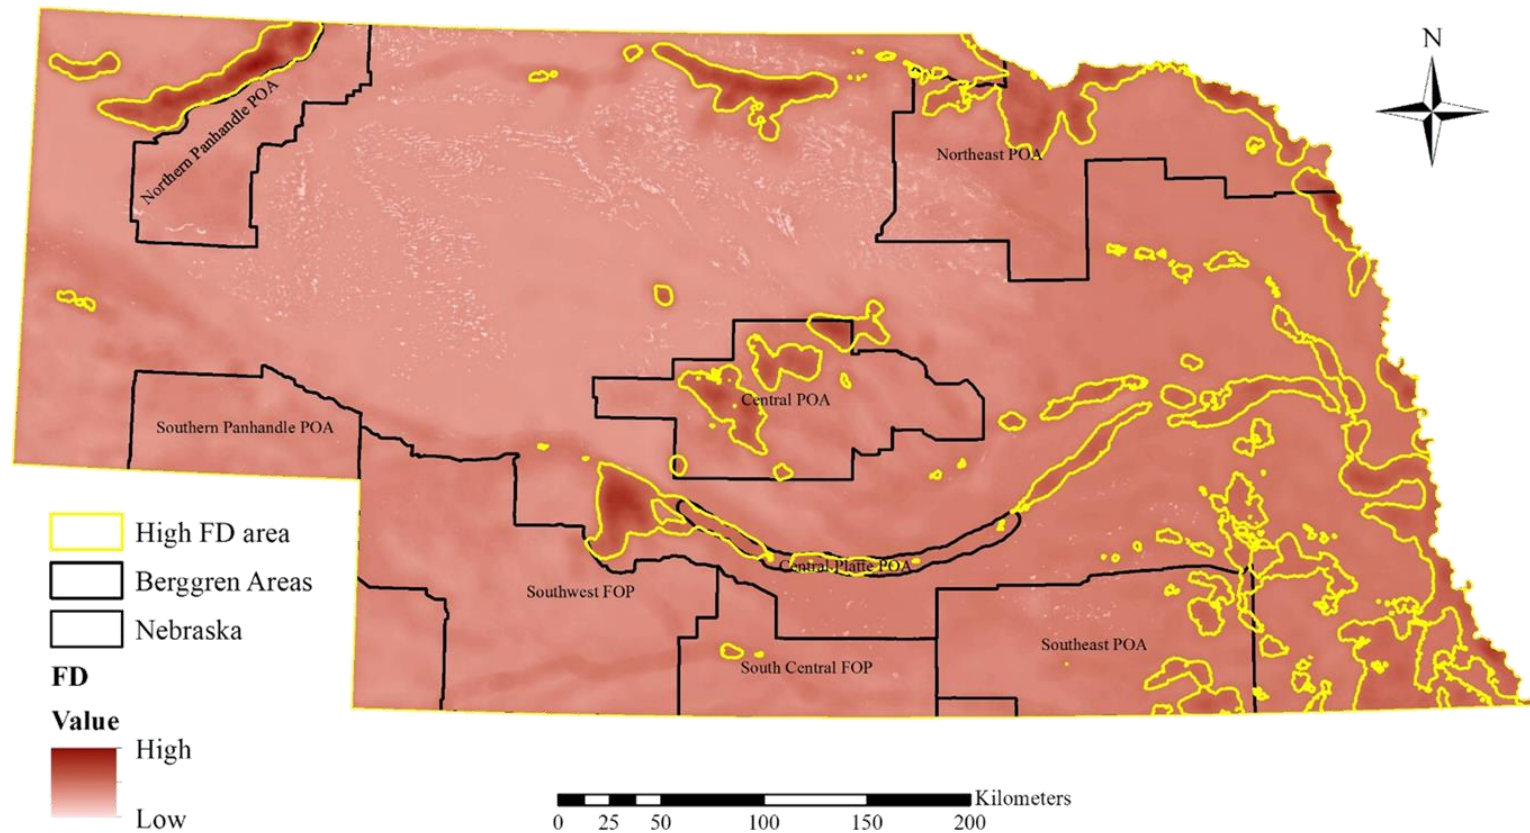 N
Northern Panhandle POA
Northeast POA
Central POA
Southern Panhandle POA
High FD area
Berggren Areas
Nebraska
FD
Value
High
Low
Central Platte POA
Southwest FOP
Southeast POA
South Central FOP
Kilometers
0 25 50 100 150 200